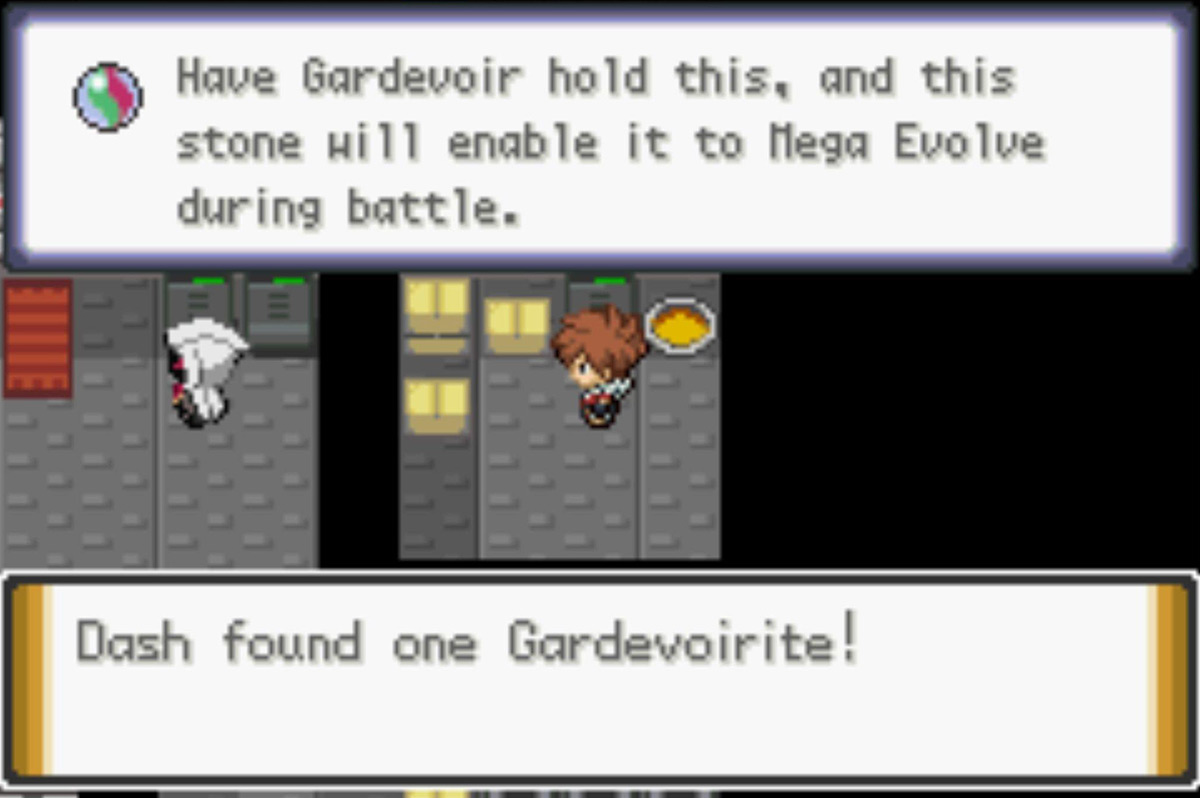 Have Gardevoir hold this, and this
stone will enable it to Mega Evolve
during battle.
Dash found one Gardevoirite!